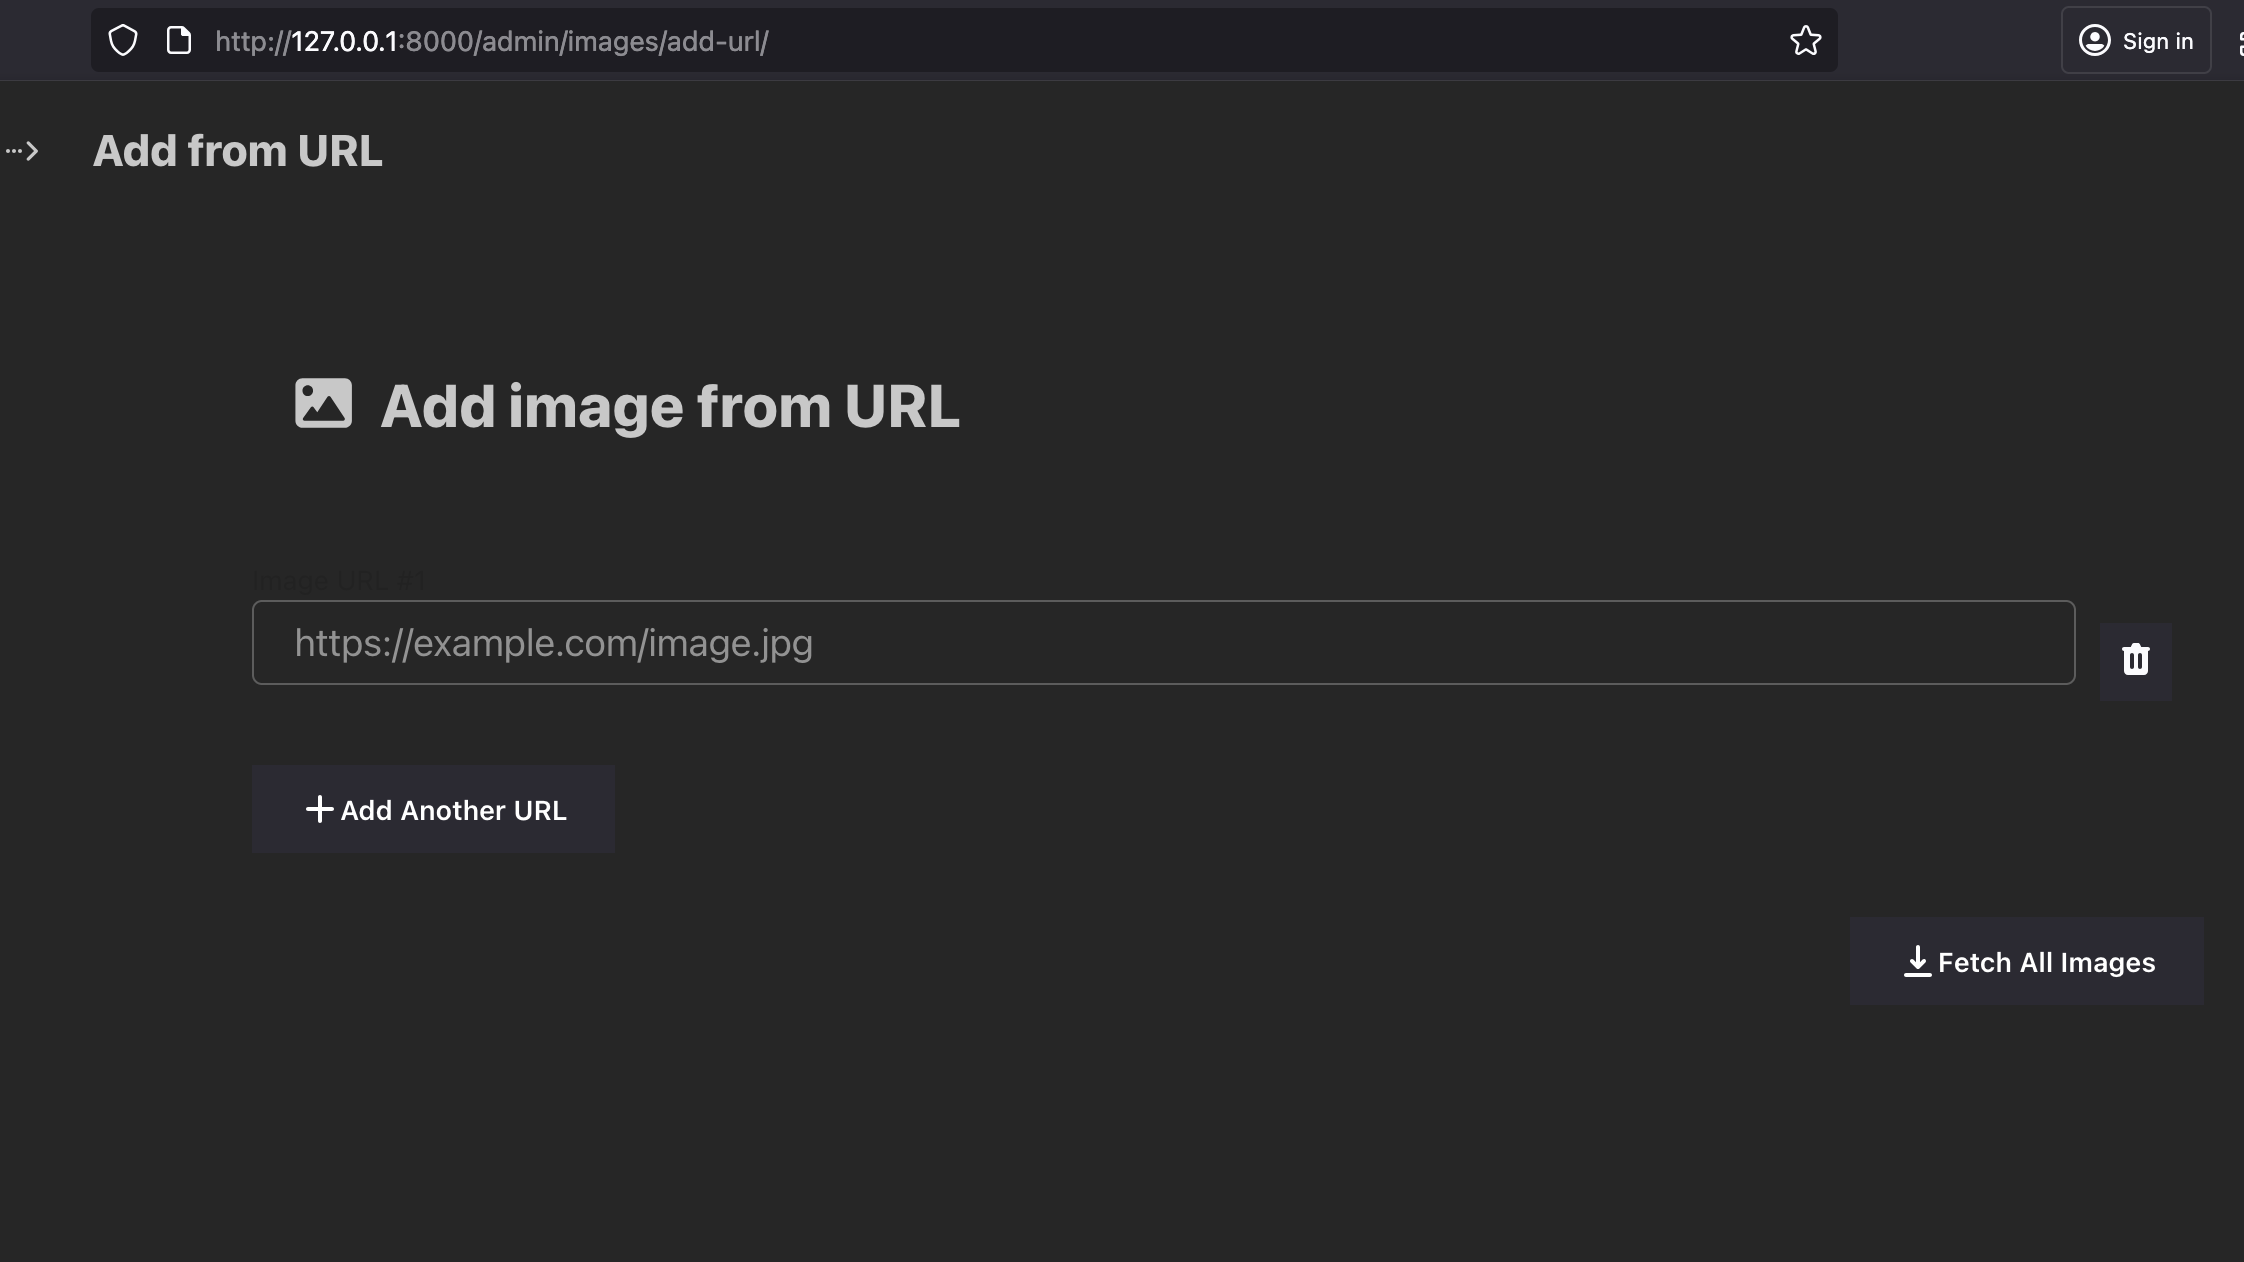 http://127.0.0.1:8000/admin/images/add-url/
Sign in
Add from URL
Add image from URL
Image URL #1
https://example.com/image.jpg
Add Another URL
Fetch All Images